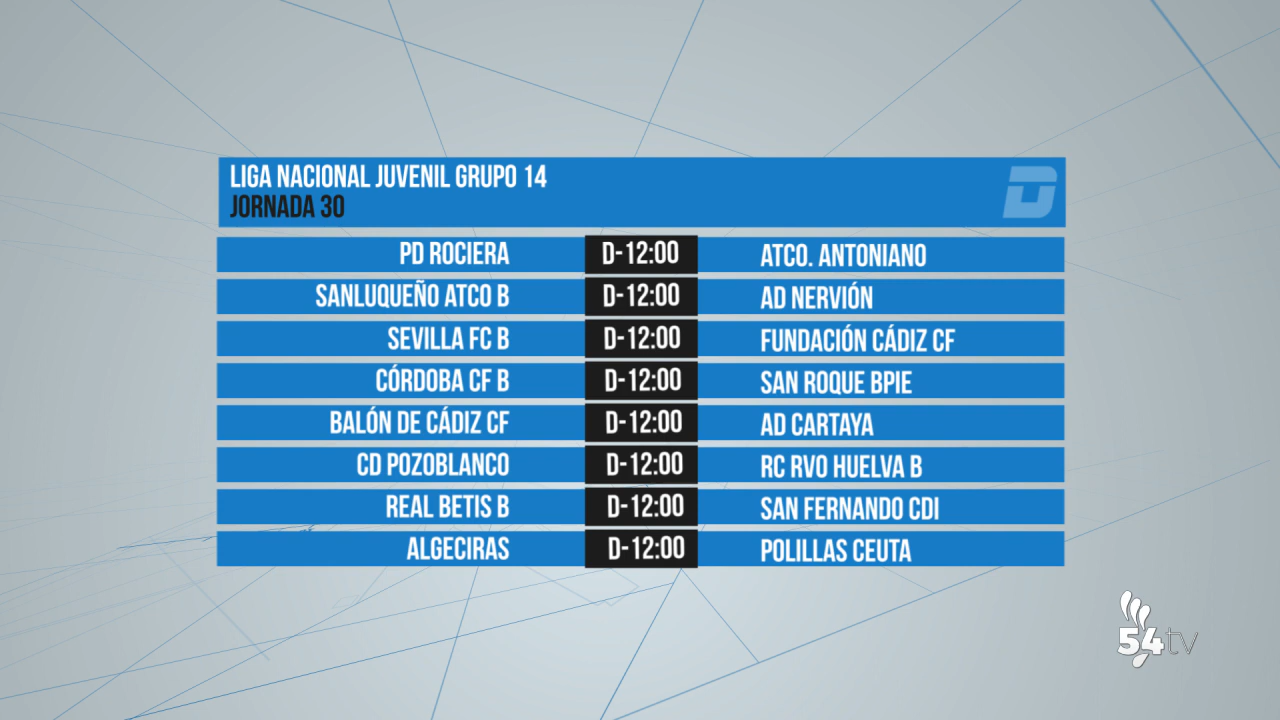 LIGA NACIONAL JUVENIL GRUPO 14
JORNADA 30
PD ROCIERA D-12:00 ATCO. ANTONIANO
SANLUQUEÑO ATCO B D-12:00 AD NERVIÓN
SEVILLA FC B D-12:00 FUNDACIÓN CÁDIZ CF
CÓRDOBA CF B D-12:00 SAN ROQUE BPIE
BALÓN DE CÁDIZ CF D-12:00 AD CARTAYA
CD POZOBLANCO D-12:00 RC RVO HUELVA B
REAL BETIS B D-12:00 SAN FERNANDO CDI
ALGECIRAS D-12:00 POLILLAS CEUTA
54tv